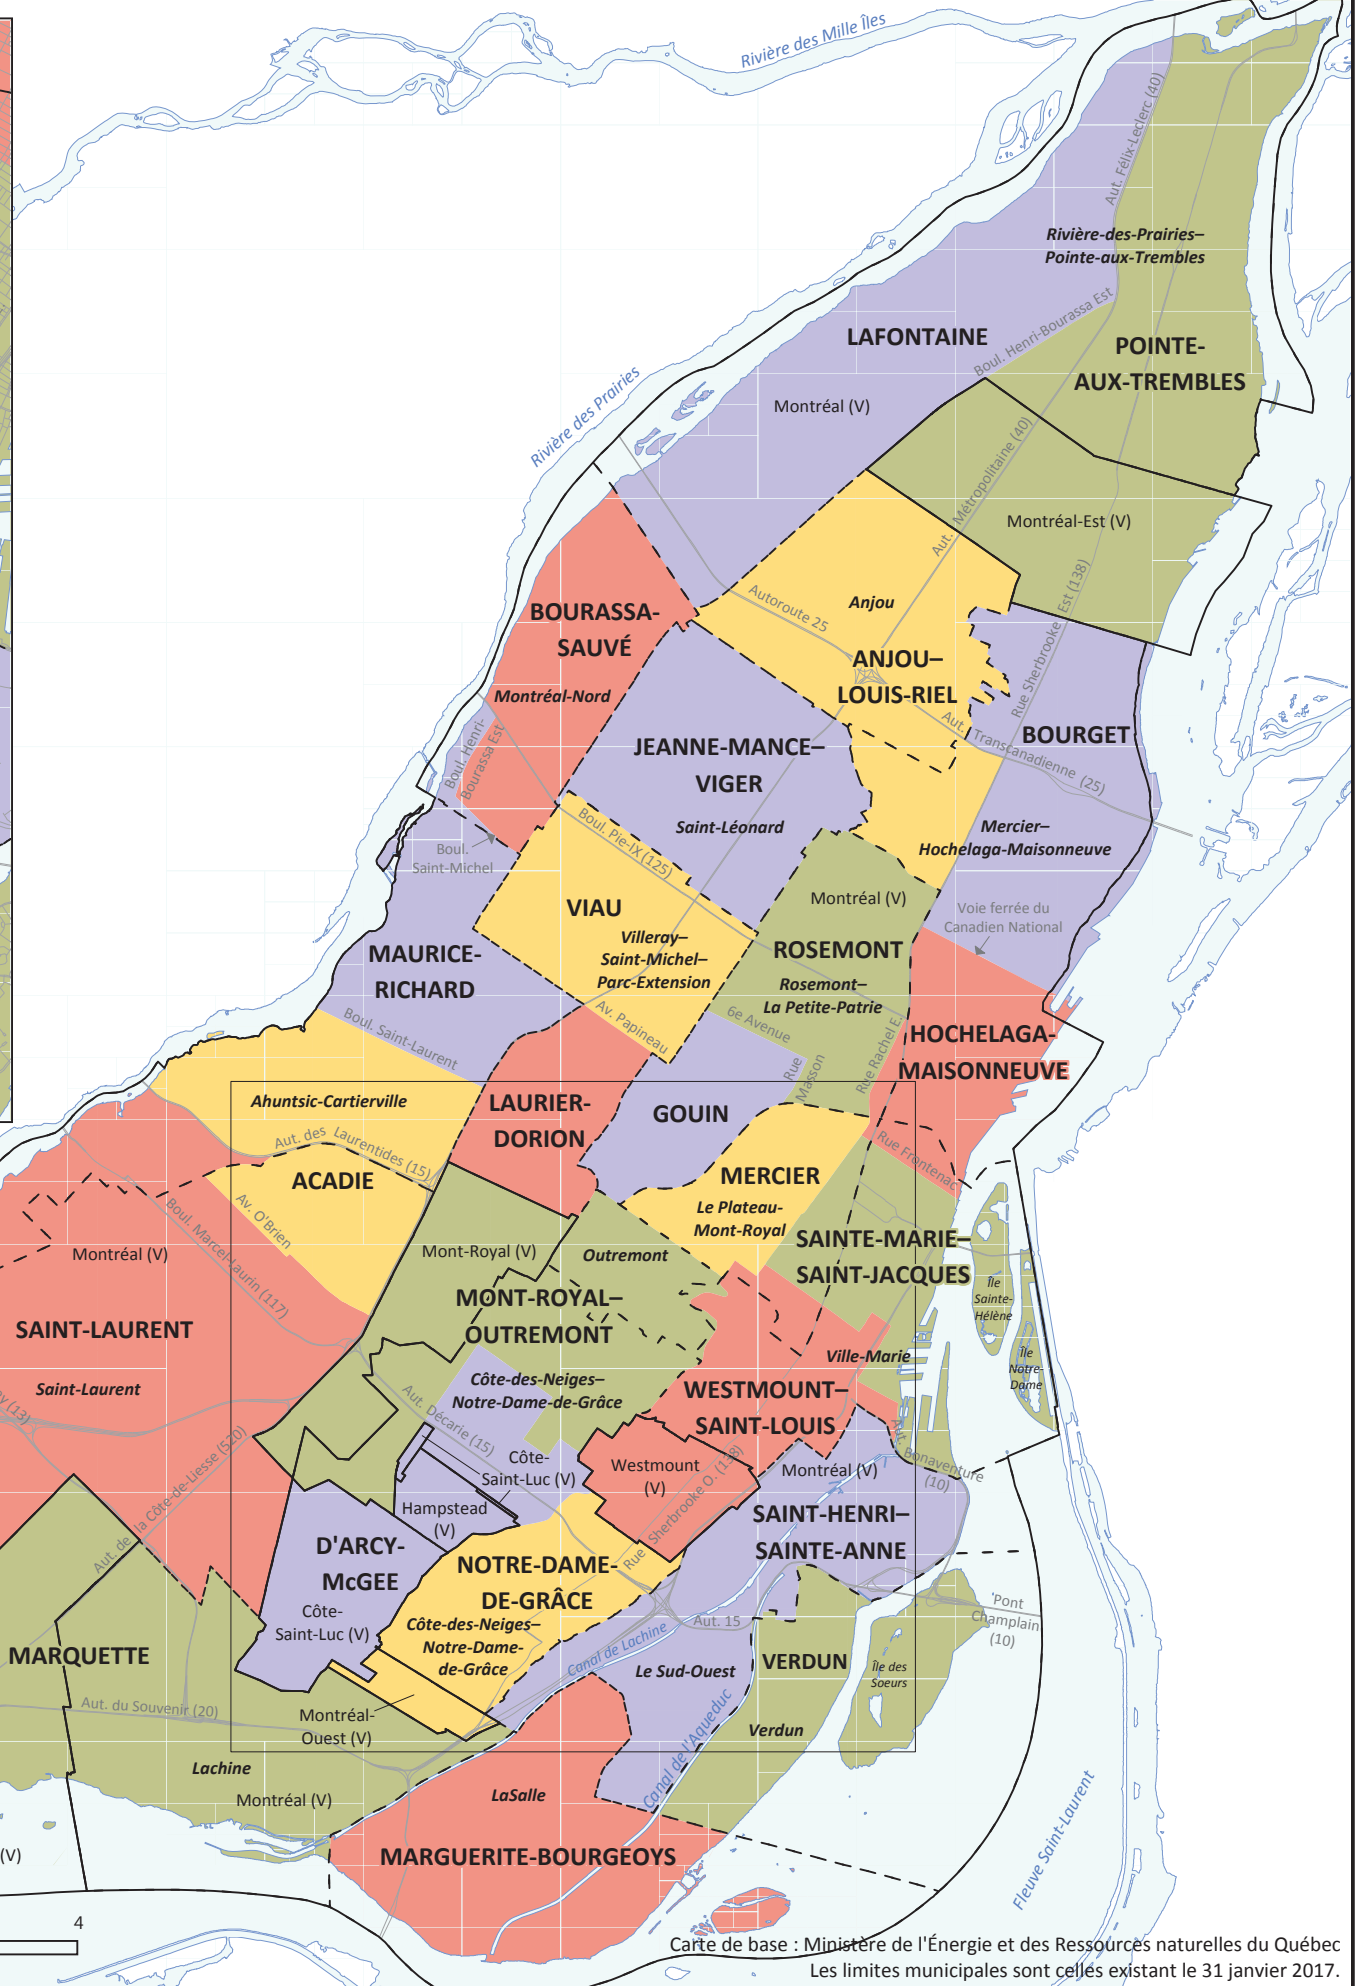 Rivière des Mille Îles
Aut. Félix-Leclerc (40)
Rivière-des-Prairies–
Pointe-aux-Trembles
LAFONTAINE
Boul. Henri-Bourassa Est
POINTE-
AUX-TREMBLES
Montréal (V)
Rivière des Prairies
Aut. Métropolitaine (40)
Montréal-Est (V)
Rue Sherbrooke Est (138)
Autoroute 25
Anjou
BOURASSA-
SAUVÉ
ANJOU–
LOUIS-RIEL
Montréal-Nord
Boul. Henri-
Bourassa Est
JEANNE-MANCE–
VIGER
BOURGET
Aut. Transcanadienne (25)
Saint-Léonard
Mercier–
Hochelaga-Maisonneuve
Boul. Pie-IX (125)
Boul.
Saint-Michel
Montréal (V)
VIAU
Voie ferrée du
Canadien National
Villeray–
Saint-Michel–
Parc-Extension
ROSEMONT
MAURICE-
RICHARD
Rosemont–
La Petite-Patrie
Av. Papineau
6e Avenue
Boul. Saint-Laurent
Rue
Masson
Rue Rachel E.
HOCHELAGA-
MAISONNEUVE
Ahuntsic-Cartierville
LAURIER-
DORION
GOUIN
Aut. des Laurentides (15)
ACADIE
Rue Frontenac
MERCIER
Le Plateau-
Mont-Royal
Av. O'Brien
Boul. Marcel-Laurin (117)
Montréal (V)
Mont-Royal (V)
Outremont
SAINTE-MARIE–
SAINT-JACQUES
Île
Sainte-
Hélène
MONT-ROYAL–
OUTREMONT
SAINT-LAURENT
Ville-Marie
Île
Notre-
Dame
Saint-Laurent
Côte-des-Neiges–
Notre-Dame-de-Grâce
WESTMOUNT–
SAINT-LOUIS
(13)
Aut. Décarie (15)
Aut. de la Côte-de-Liesse (520)
Côte-
Saint-Luc (V)
Westmount
(V)
Rue Sherbrooke O. (138)
Montréal (V)
Aut. Bonaventure
(10)
Hampstead
(V)
SAINT-HENRI–
SAINTE-ANNE
D'ARCY-
McGEE
NOTRE-DAME-
DE-GRÂCE
Côte-
Saint-Luc (V)
Côte-des-Neiges–
Notre-Dame-
de-Grâce
Aut. 15
Pont
Champlain
(10)
Canal de Lachine
MARQUETTE
Le Sud-Ouest
VERDUN
Île des
Soeurs
Aut. du Souvenir (20)
Montréal-
Ouest (V)
Canal de l'Aqueduc
Verdun
Lachine
LaSalle
Montréal (V)
(V)
MARGUERITE-BOURGEOYS
Fleuve Saint-Laurent
4
Carte de base : Ministère de l'Énergie et des Ressources naturelles du Québec
Les limites municipales sont celles existant le 31 janvier 2017.